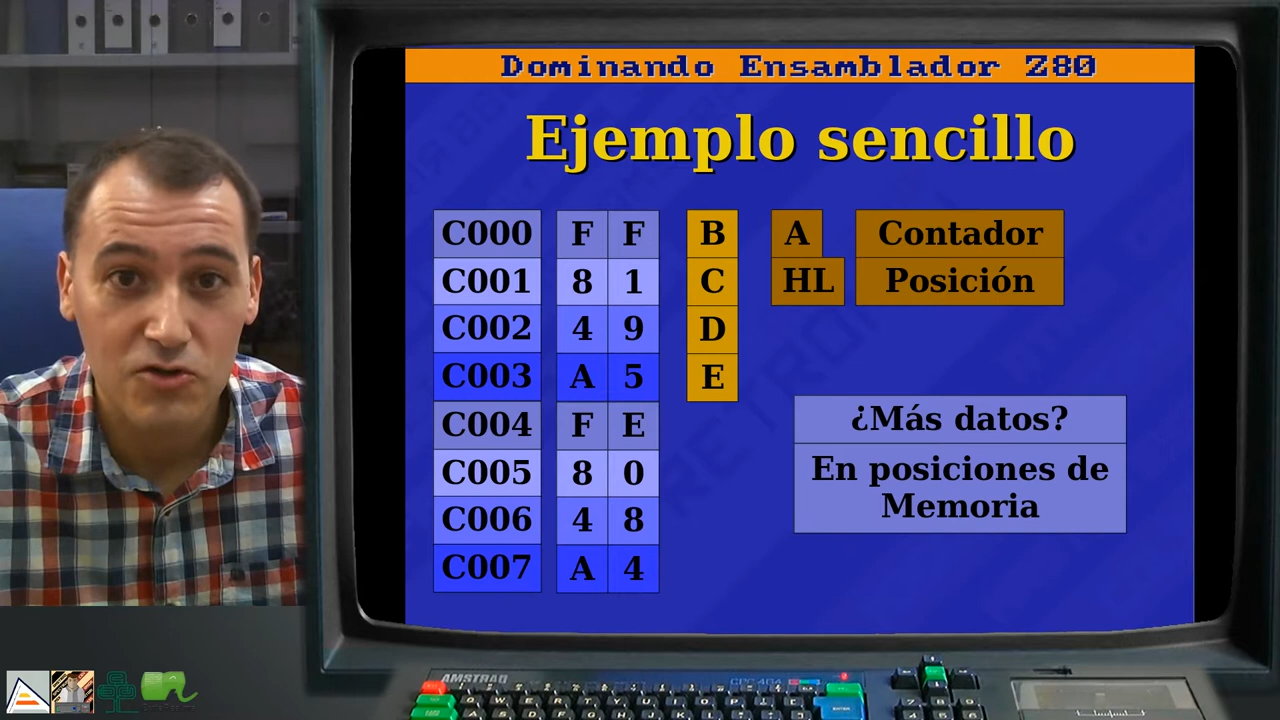 Dominando Ensamblador Z80
Ejemplo sencillo
C000 F F B A Contador
C001 8 1 C HL Posición
C002 4 9 D
C003 A 5 E
C004 F E
C005 8 0
C006 4 8
C007 A 4
¿Más datos?
En posiciones de
Memoria
AMSTRAD